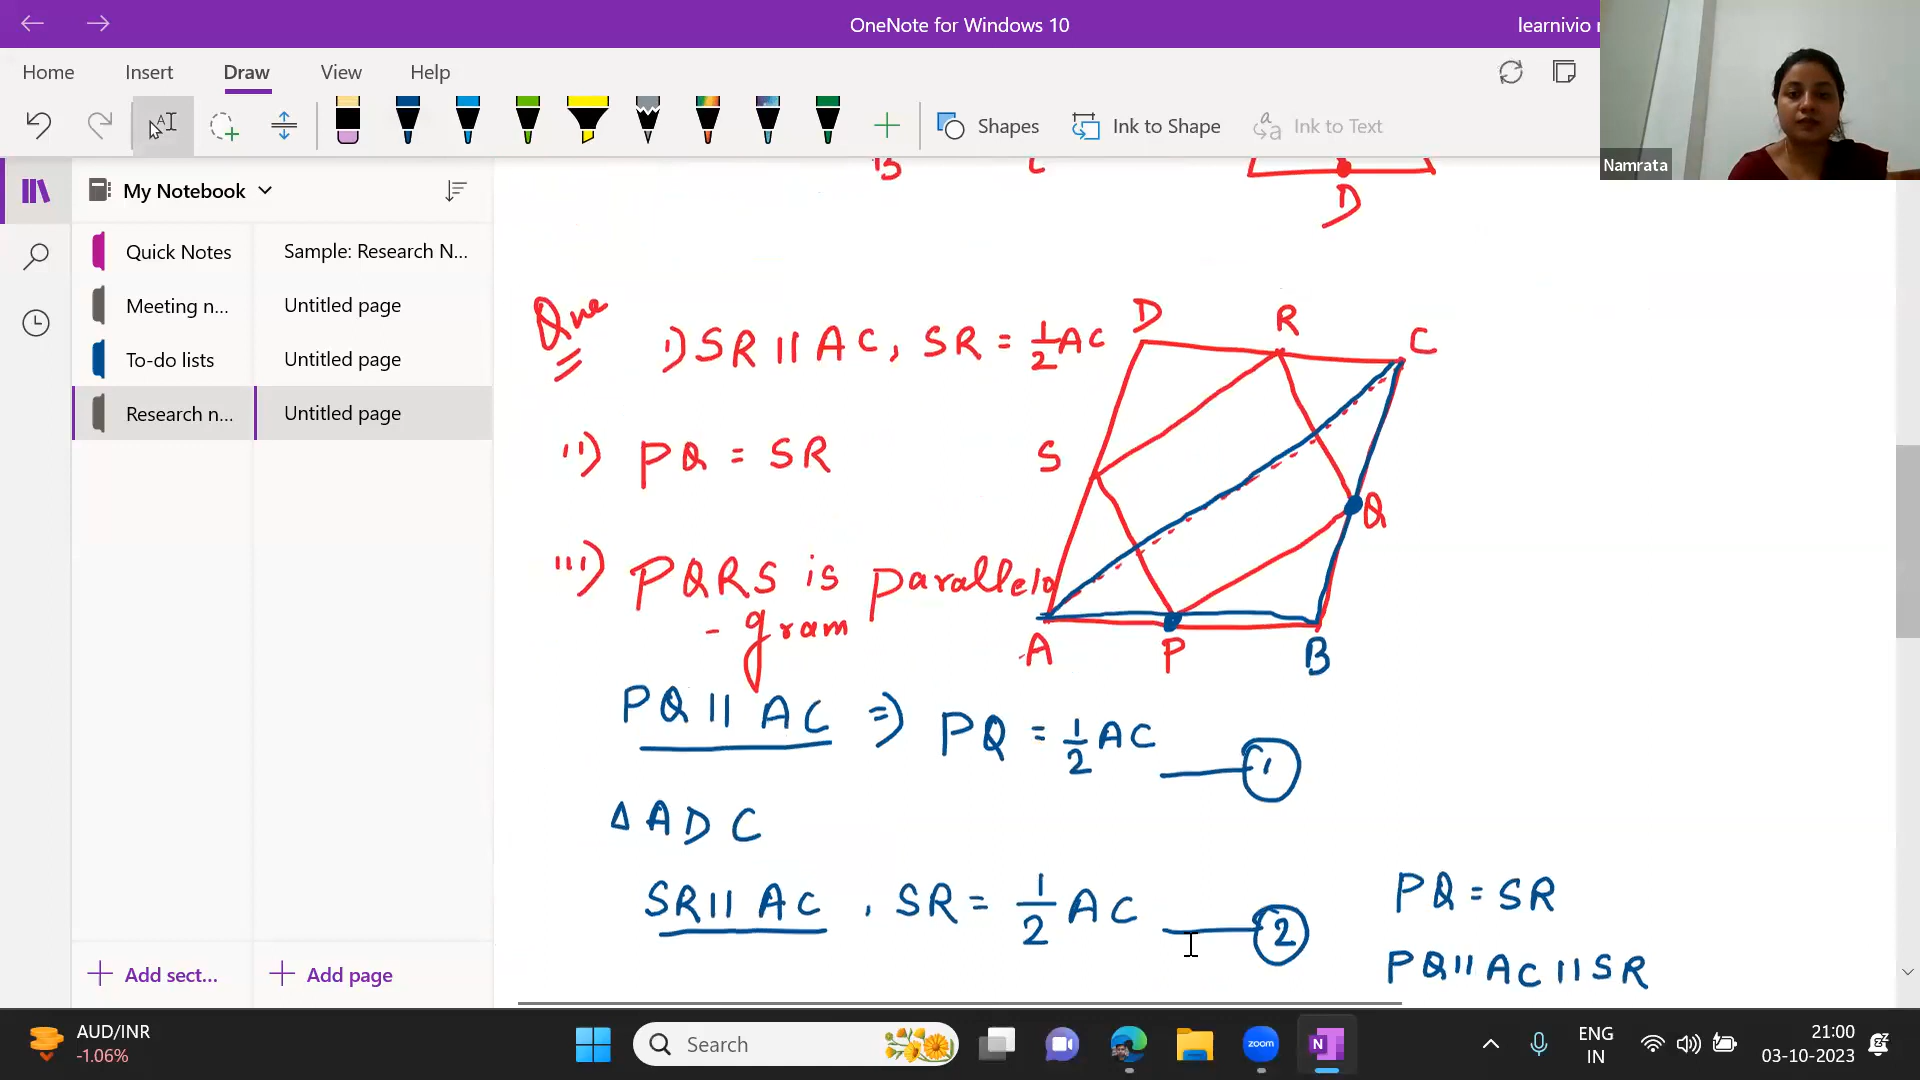 OneNote for Windows 10
learnivio
Home Insert Draw View Help
Shapes Ink to Shape Ink to Text
Namrata
My Notebook
Quick Notes
Meeting n...
To-do lists
Research n...
Sample: Research N...
Untitled page
Untitled page
Untitled page
Add sect...
Add page
B C
D
Que
i) SR || AC, SR = 1/2 AC
ii) PQ = SR
iii) PQRS is parallelo
- gram
D R C
S
Q
A P B
PQ || AC => PQ = 1/2 AC 1
Δ ADC
SR || AC , SR = 1/2 AC 2
PQ = SR
PQ || AC || SR
AUD/INR
-1.06%
Search
zoom
N
ENG
IN
21:00
03-10-2023